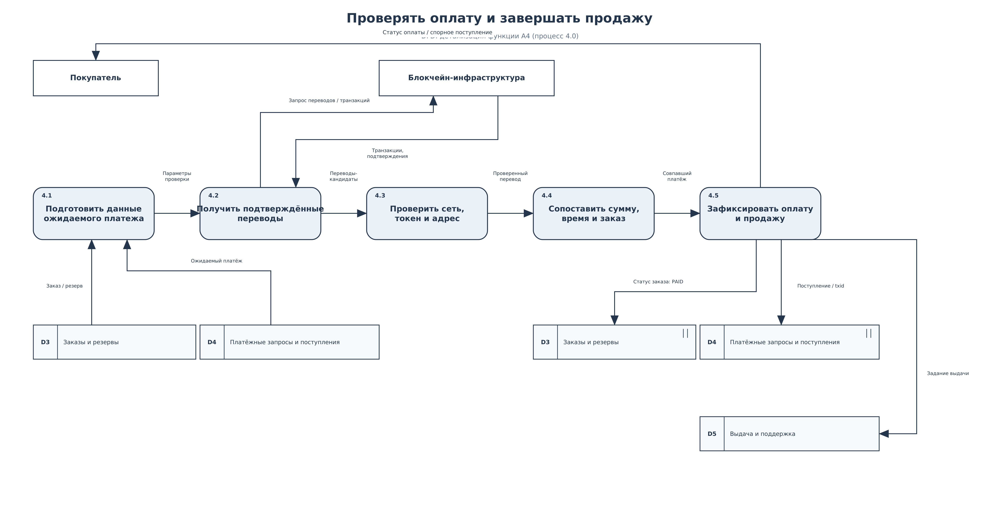 Проверять оплату и завершать продажу
Статус оплаты / спорное поступление
функции A4 (процесс 4.0)
Покупатель
Блокчейн-инфраструктура
Запрос переводов / транзакций
Транзакции,
подтверждения
Параметры
проверки
Переводы-
кандидаты
Проверенный
перевод
Совпавший
платёж
4.1
Подготовить данные
ожидаемого платежа
4.2
Получить подтверждённые
переводы
4.3
Проверить сеть,
токен и адрес
4.4
Сопоставить сумму,
время и заказ
4.5
Зафиксировать оплату
и продажу
Ожидаемый платёж
Заказ / резерв
Статус заказа: PAID
Поступление / txid
D3
Заказы и резервы
D4
Платёжные запросы и поступления
D3
Заказы и резервы
D4
Платёжные запросы и поступления
Задание выдачи
D5
Выдача и поддержка